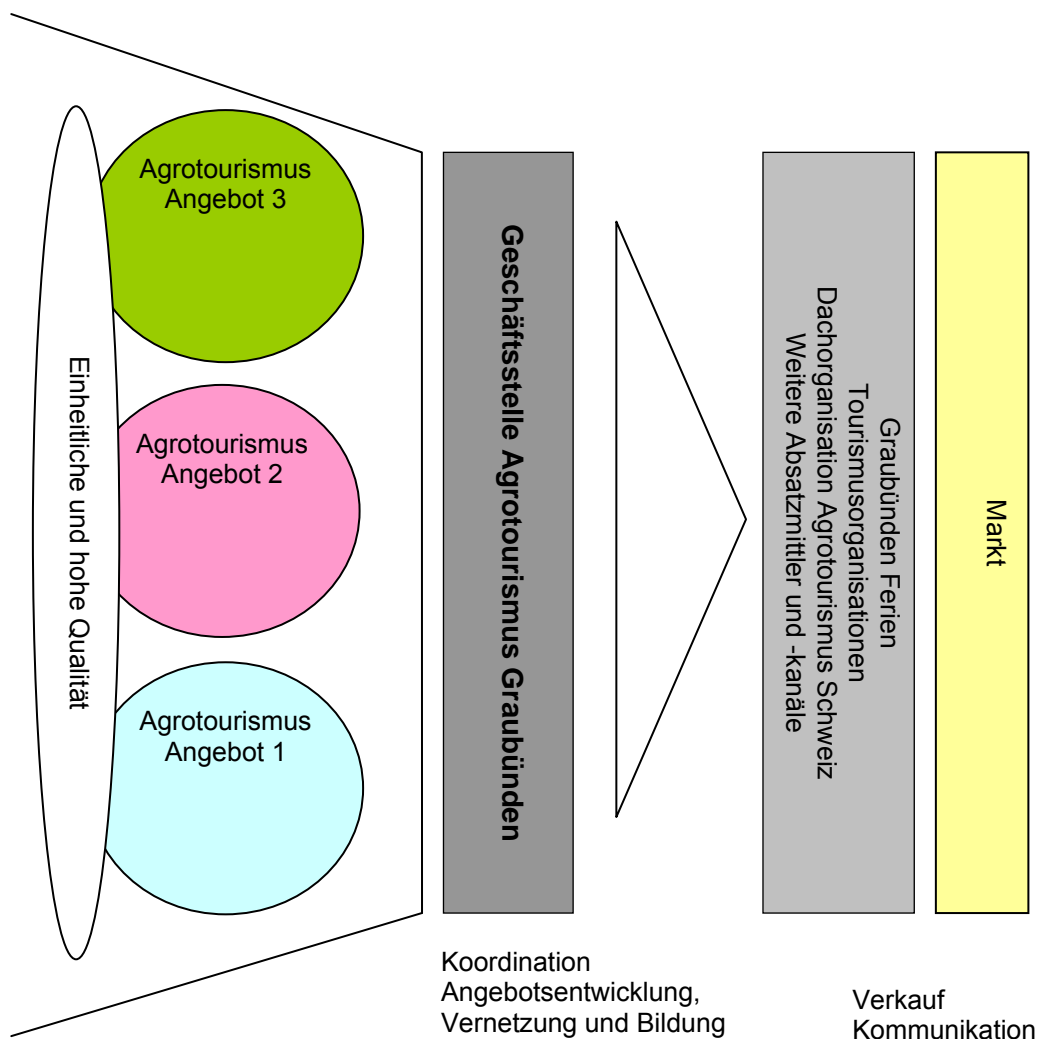 Agrotourismus
Angebot 3
Einheitliche und hohe Qualität
Agrotourismus
Angebot 2
Agrotourismus
Angebot 1
Geschäftsstelle Agrotourismus Graubünden
Graubünden Ferien
Tourismusorganisationen
Dachorganisation Agrotourismus Schweiz
Weitere Absatzmittler und -kanäle
Markt
Koordination
Angebotsentwicklung,
Vernetzung und Bildung
Verkauf
Kommunikation